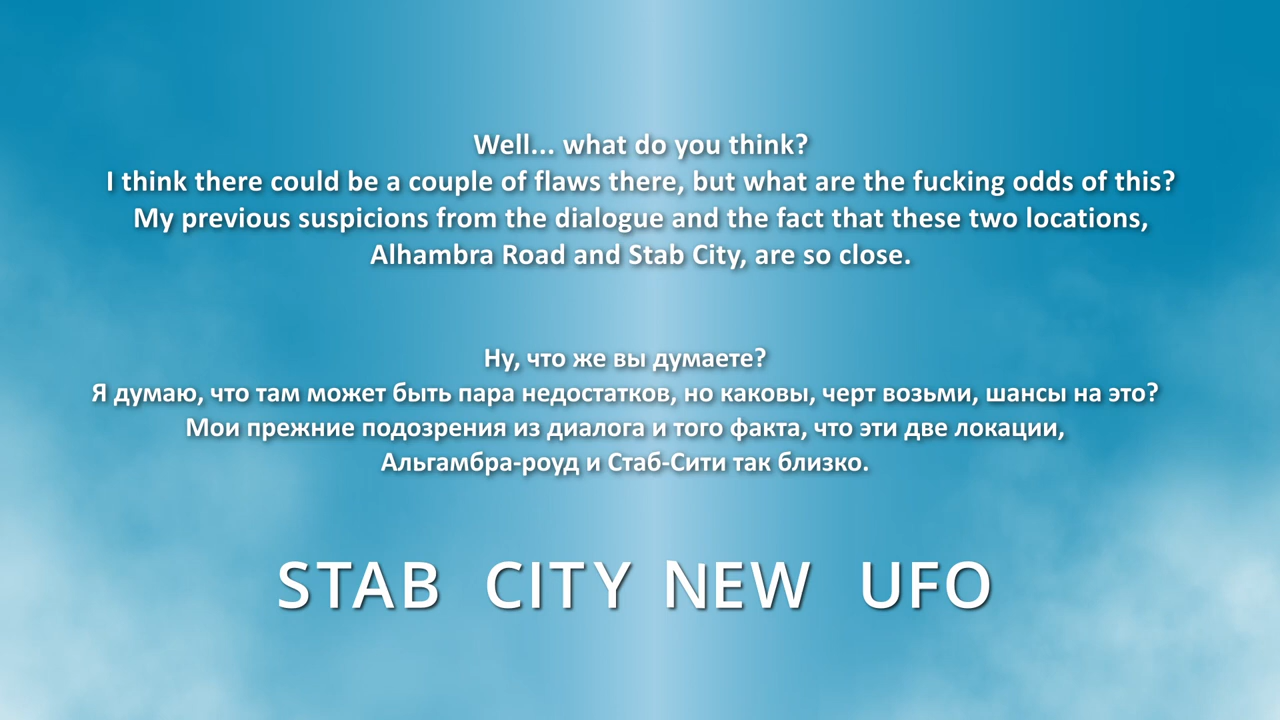 Well... what do you think?
I think there could be a couple of flaws there, but what are the fucking odds of this?
My previous suspicions from the dialogue and the fact that these two locations,
Alhambra Road and Stab City, are so close.
Ну, что же вы думаете?
Я думаю, что там может быть пара недостатков, но каковы, черт возьми, шансы на это?
Мои прежние подозрения из диалога и того факта, что эти две локации,
Альгамбра-роуд и Стаб-Сити так близко.
STAB CITY NEW UFO